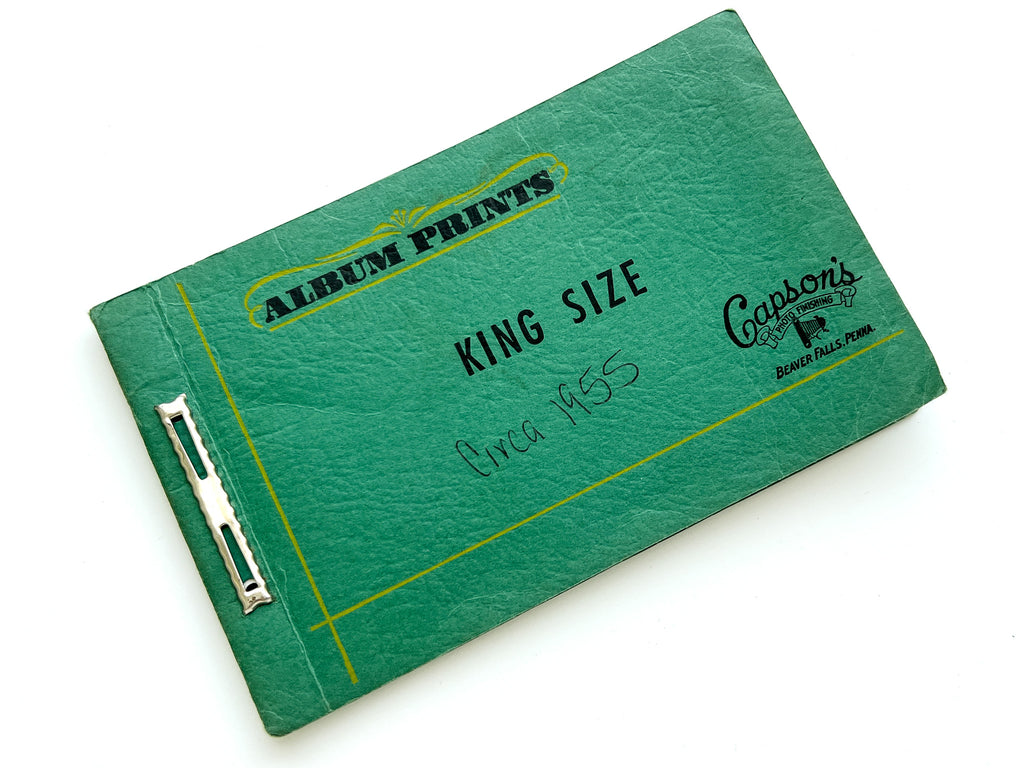 ALBUM PRINTS
KING SIZE
Circa 1955
Capson's
PHOTO FINISHING
BEAVER FALLS, PENNA.